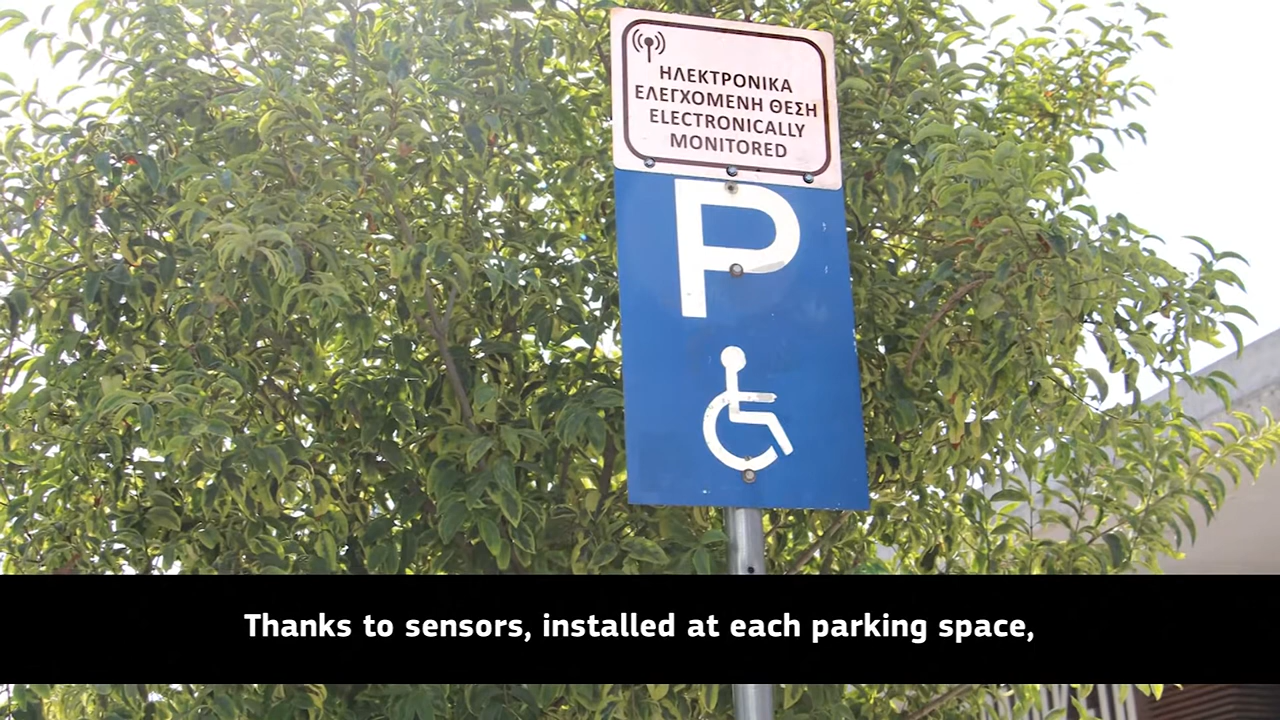 ΗΛΕΚΤΡΟΝΙΚΑ
ΕΛΕΓΧΟΜΕΝΗ ΘΕΣΗ
ELECTRONICALLY
MONITORED
P
Thanks to sensors, installed at each parking space,